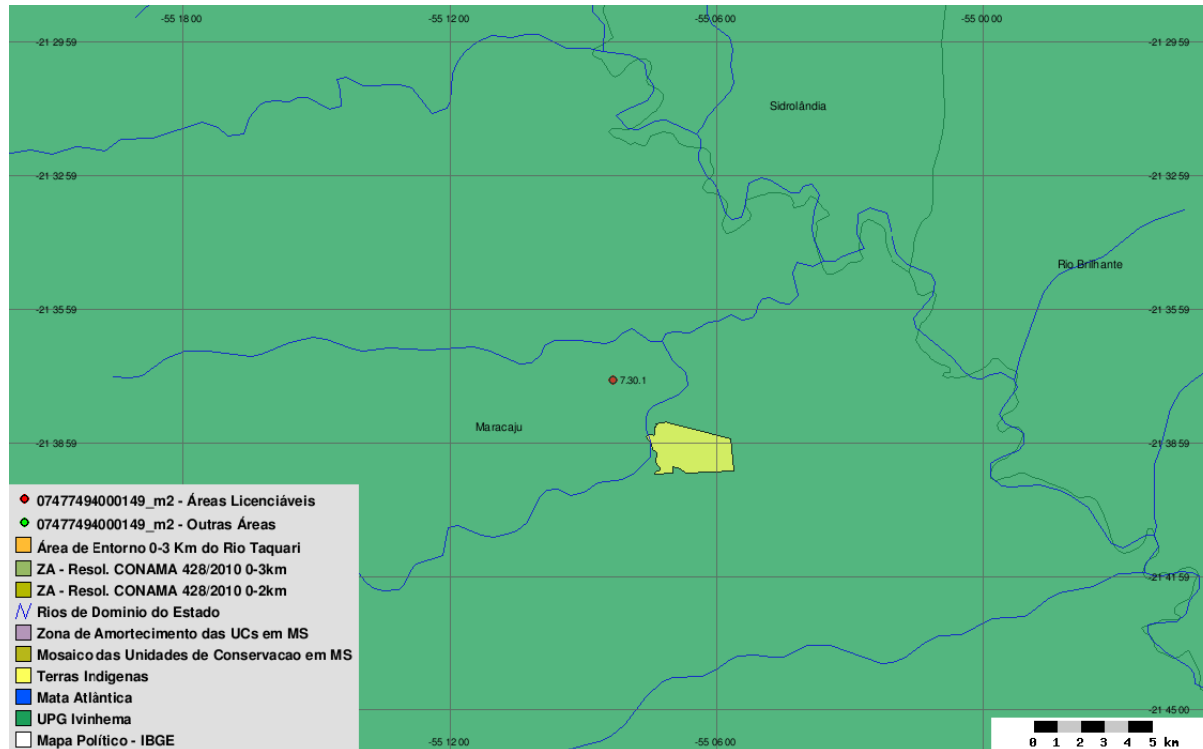 -55 18 00 -55 12 00 -55 06 00 -55 00 00
-21 29 59 -21 29 59
Sidrolândia
-21 32 59 -21 32 59
Rio Brilhante
-21 35 59 -21 35 59
7.30.1
Maracaju
-21 38 59 -21 38 59
07477494000149_m2 - Áreas Licenciáveis
07477494000149_m2 - Outras Áreas
Área de Entorno 0-3 Km do Rio Taquari
ZA - Resol. CONAMA 428/2010 0-3km
-21 41 59
ZA - Resol. CONAMA 428/2010 0-2km
Rios de Dominio do Estado
Zona de Amortecimento das UCs em MS
Mosaico das Unidades de Conservacao em MS
Terras Indigenas
Mata Atlântica
-21 45 00
UPG Ivinhema
Mapa Político - IBGE
-55 12 00 -55 06 00
0 1 2 3 4 5 km